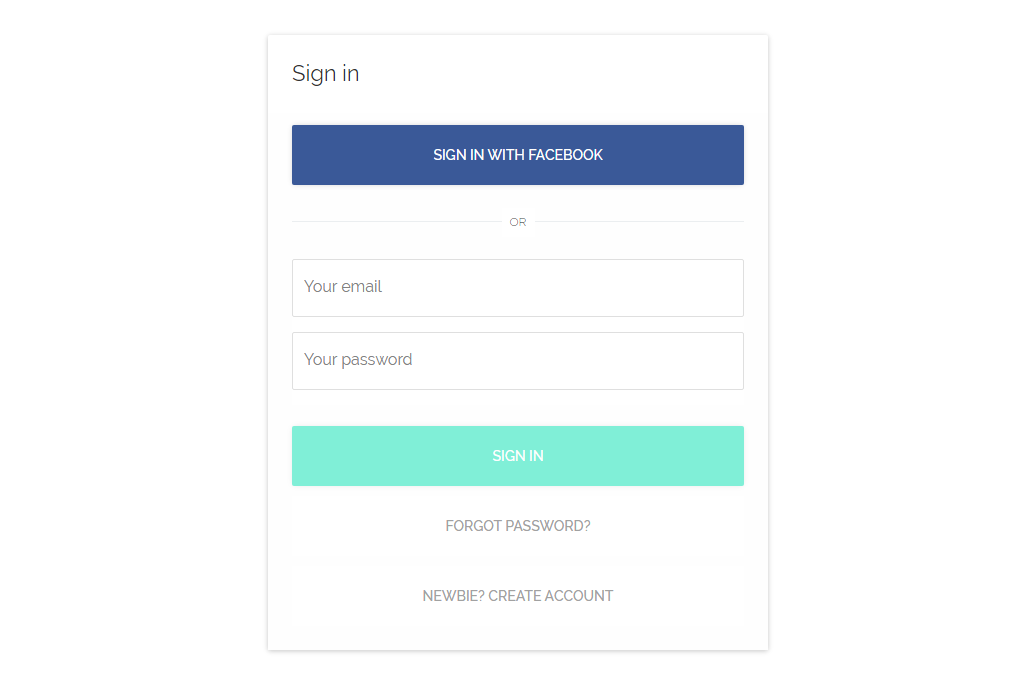 Sign in
SIGN IN WITH FACEBOOK
OR
Your email
Your password
SIGN IN
FORGOT PASSWORD?
NEWBIE? CREATE ACCOUNT